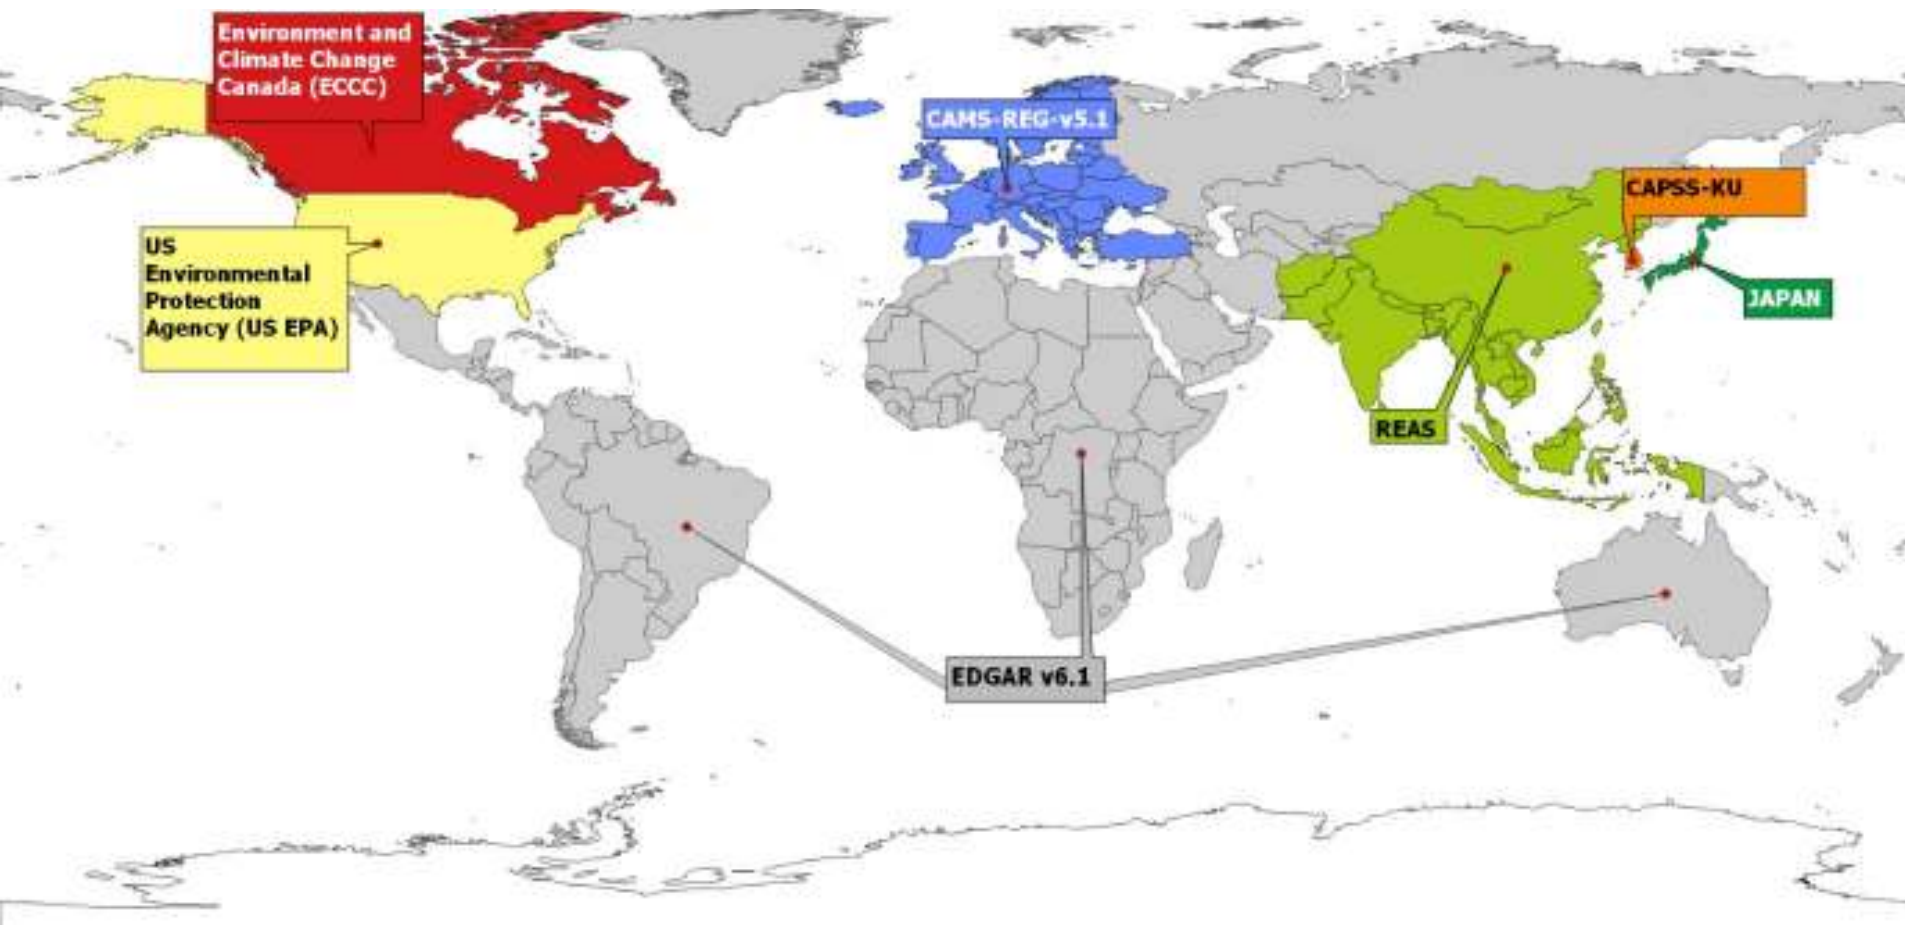 Environment and
Climate Change
Canada (ECCC)
CAMS-REG-v5.1
CAPSS-KU
US
Environmental
Protection
Agency (US EPA)
JAPAN
REAS
EDGAR v6.1